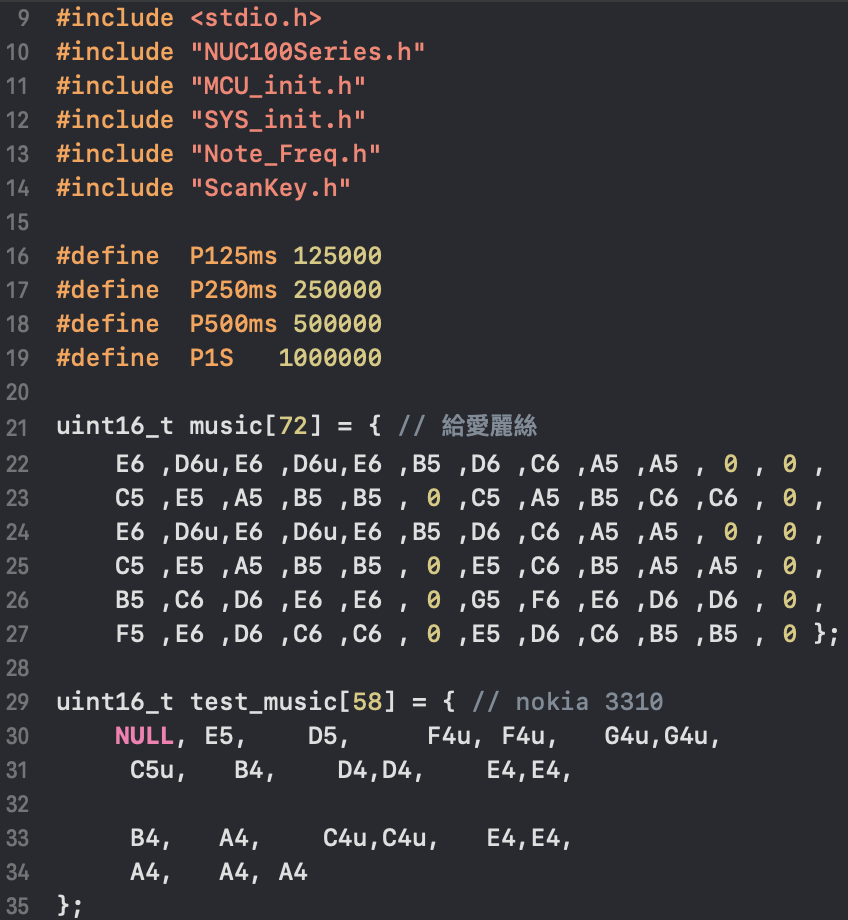 9 #include <stdio.h>
10 #include "NUC100Series.h"
11 #include "MCU_init.h"
12 #include "SYS_init.h"
13 #include "Note_Freq.h"
14 #include "ScanKey.h"
15
16 #define  P125ms 125000
17 #define  P250ms 250000
18 #define  P500ms 500000
19 #define  P1S   1000000
20
21 uint16_t music[72] = { // 給愛麗絲
22     E6 ,D6u,E6 ,D6u,E6 ,B5 ,D6 ,C6 ,A5 ,A5 , 0 , 0 ,
23     C5 ,E5 ,A5 ,B5 ,B5 , 0 ,C5 ,A5 ,B5 ,C6 ,C6 , 0 ,
24     E6 ,D6u,E6 ,D6u,E6 ,B5 ,D6 ,C6 ,A5 ,A5 , 0 , 0 ,
25     C5 ,E5 ,A5 ,B5 ,B5 , 0 ,E5 ,C6 ,B5 ,A5 ,A5 , 0 ,
26     B5 ,C6 ,D6 ,E6 ,E6 , 0 ,G5 ,F6 ,E6 ,D6 ,D6 , 0 ,
27     F5 ,E6 ,D6 ,C6 ,C6 , 0 ,E5 ,D6 ,C6 ,B5 ,B5 , 0 };
28
29 uint16_t test_music[58] = { // nokia 3310
30     NULL, E5,    D5,     F4u, F4u,   G4u,G4u,
31      C5u,   B4,    D4,D4,    E4,E4,
32
33      B4,   A4,    C4u,C4u,   E4,E4,
34      A4,   A4, A4
35 };